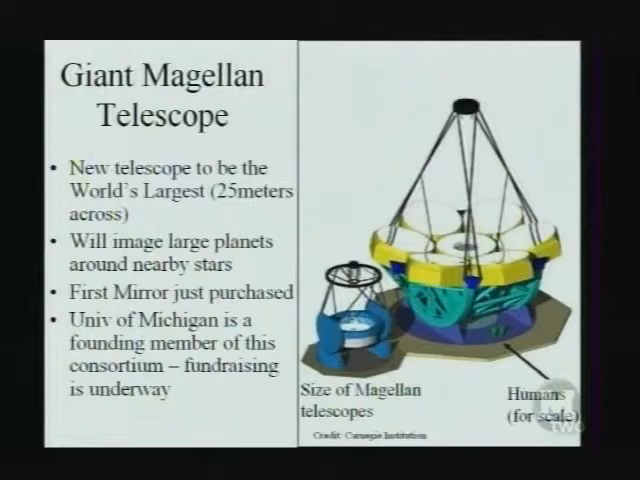 Giant Magellan
Telescope
• New telescope to be the
World's Largest (25meters
across)
• Will image large planets
around nearby stars
• First Mirror just purchased
• Univ of Michigan is a
founding member of this
consortium – fundraising
is underway
Size of Magellan
telescopes
Humans
(for scale)
Credit: Carnegie Institution
two